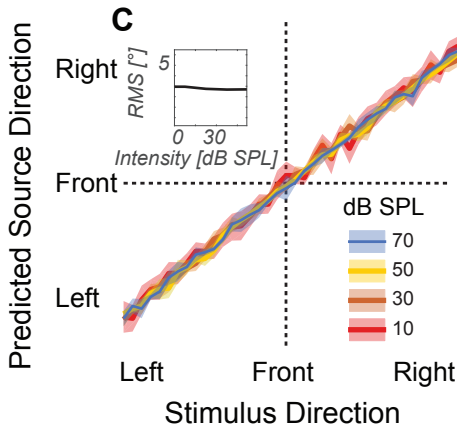 C
Predicted Source Direction
Right
Front
Left
RMS [°]
5
0
0 30
Intensity [dB SPL]
dB SPL
70
50
30
10
Left Front Right
Stimulus Direction